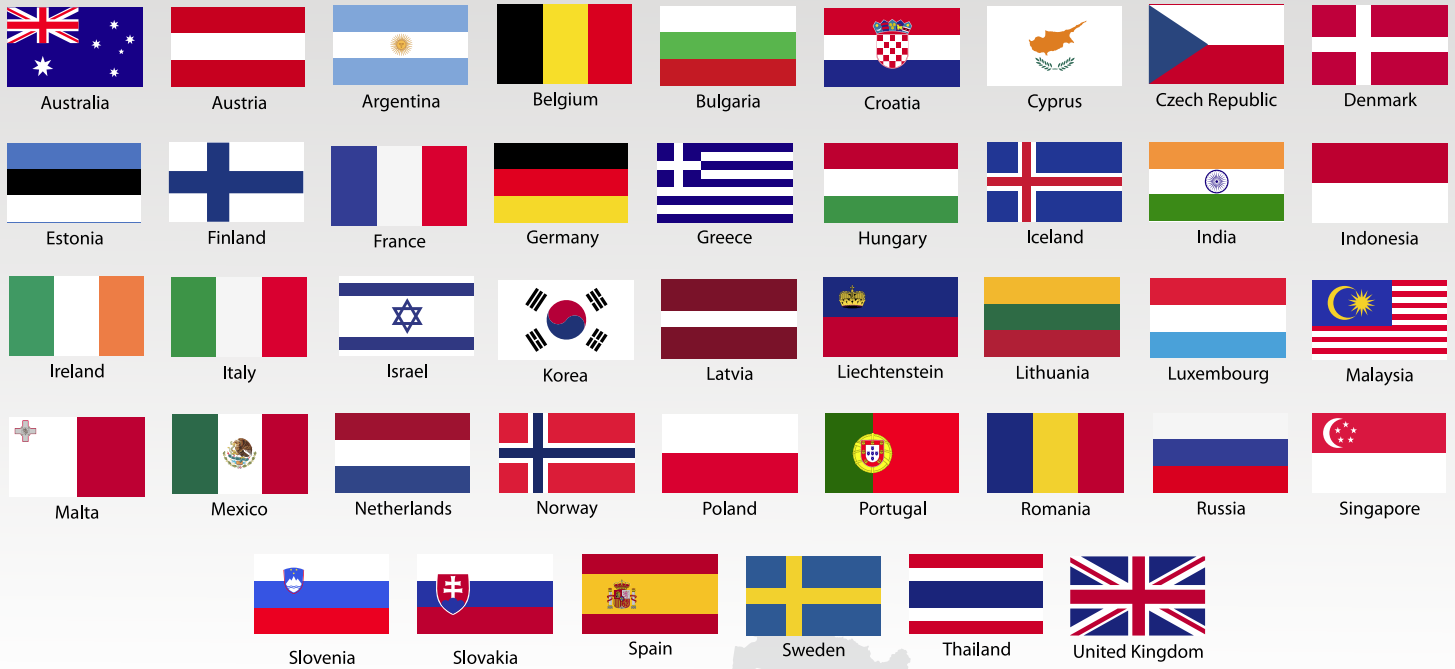 Australia
Austria
Argentina
Belgium
Bulgaria
Croatia
Cyprus
Czech Republic
Denmark
Estonia
Finland
France
Germany
Greece
Hungary
Iceland
India
Indonesia
Ireland
Italy
Israel
Korea
Latvia
Liechtenstein
Lithuania
Luxembourg
Malaysia
Malta
Mexico
Netherlands
Norway
Poland
Portugal
Romania
Russia
Singapore
Slovenia
Slovakia
Spain
Sweden
Thailand
United Kingdom